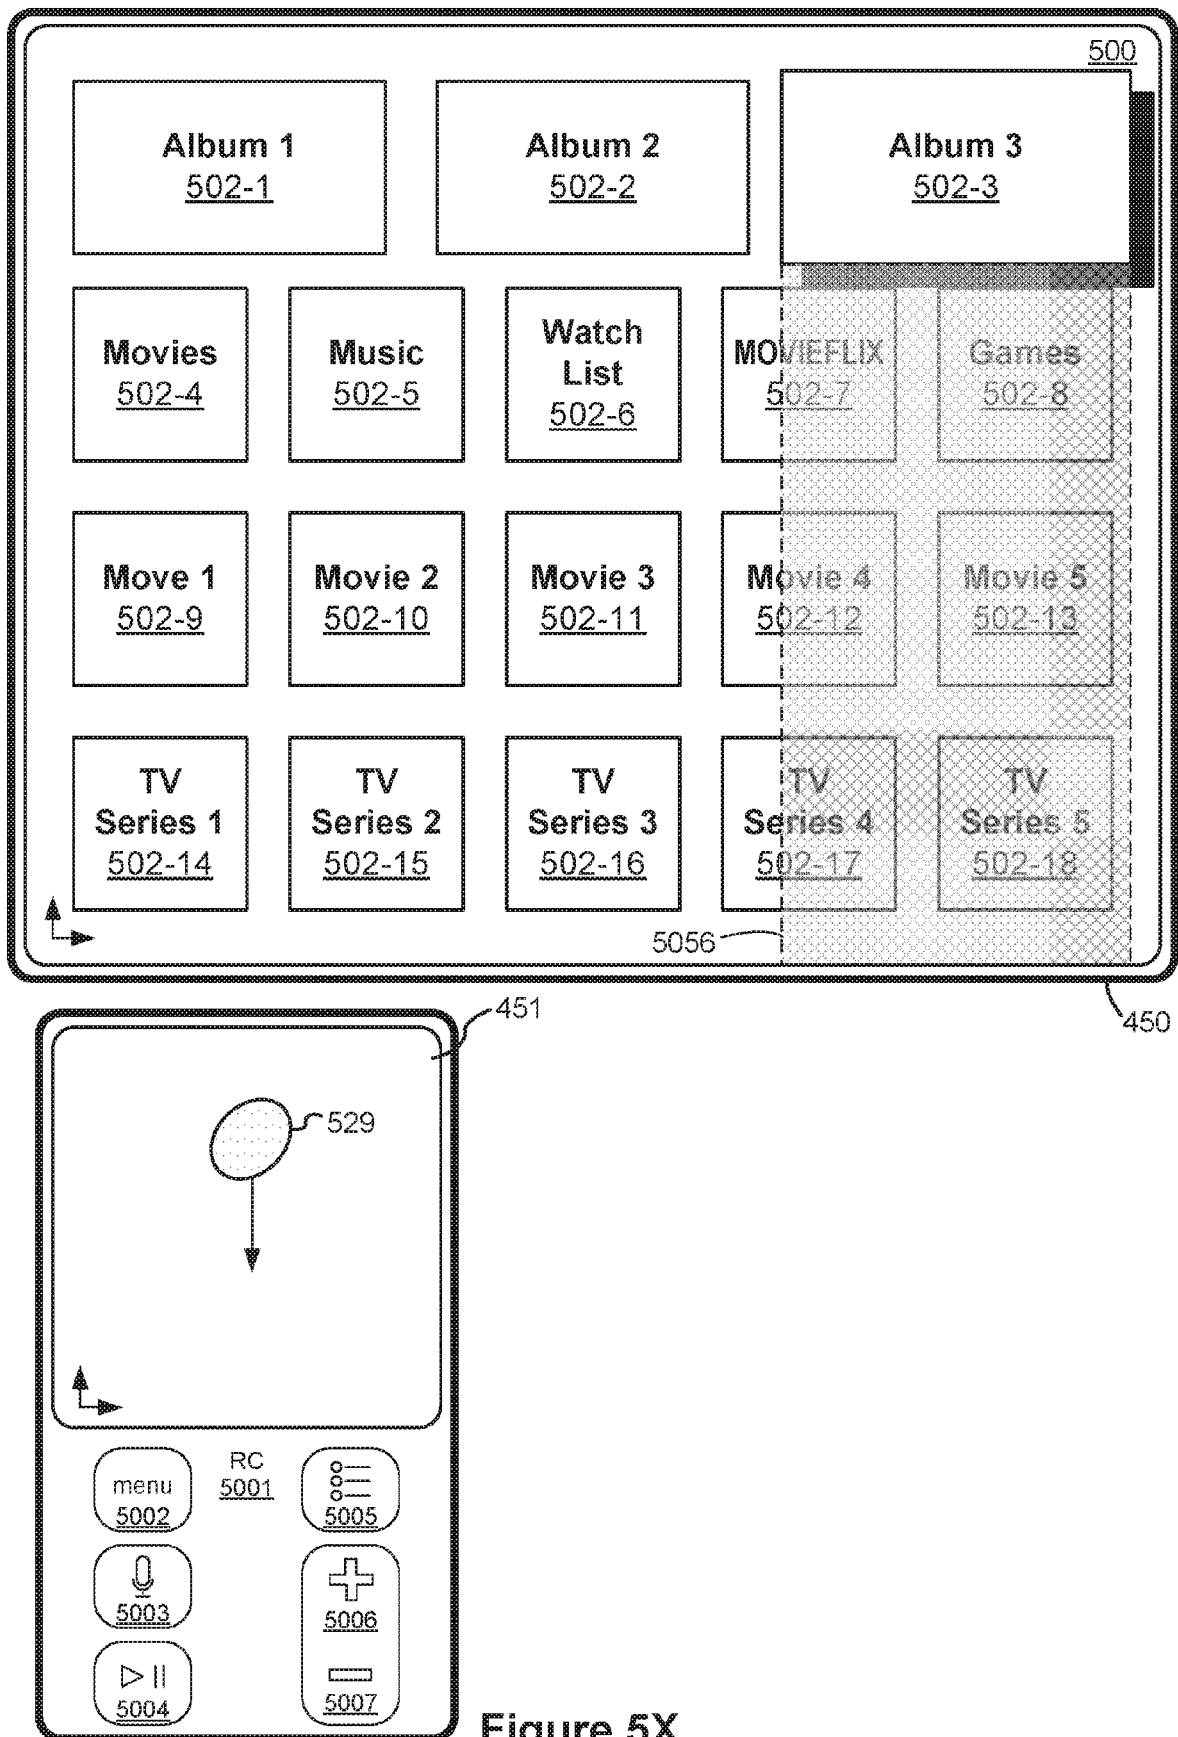 500
Album 1
502-1
Album 2
502-2
Album 3
502-3
Movies
502-4
Music
502-5
Watch
List
502-6
MOVIEFLIX
502-7
Games
502-8
Move 1
502-9
Movie 2
502-10
Movie 3
502-11
Movie 4
502-12
Movie 5
502-13
TV
Series 1
502-14
TV
Series 2
502-15
TV
Series 3
502-16
TV
Series 4
502-17
TV
Series 5
502-18
5056
450
451
529
menu
5002
RC
5001
5005
5003
5006
5004
5007
Figure 5X